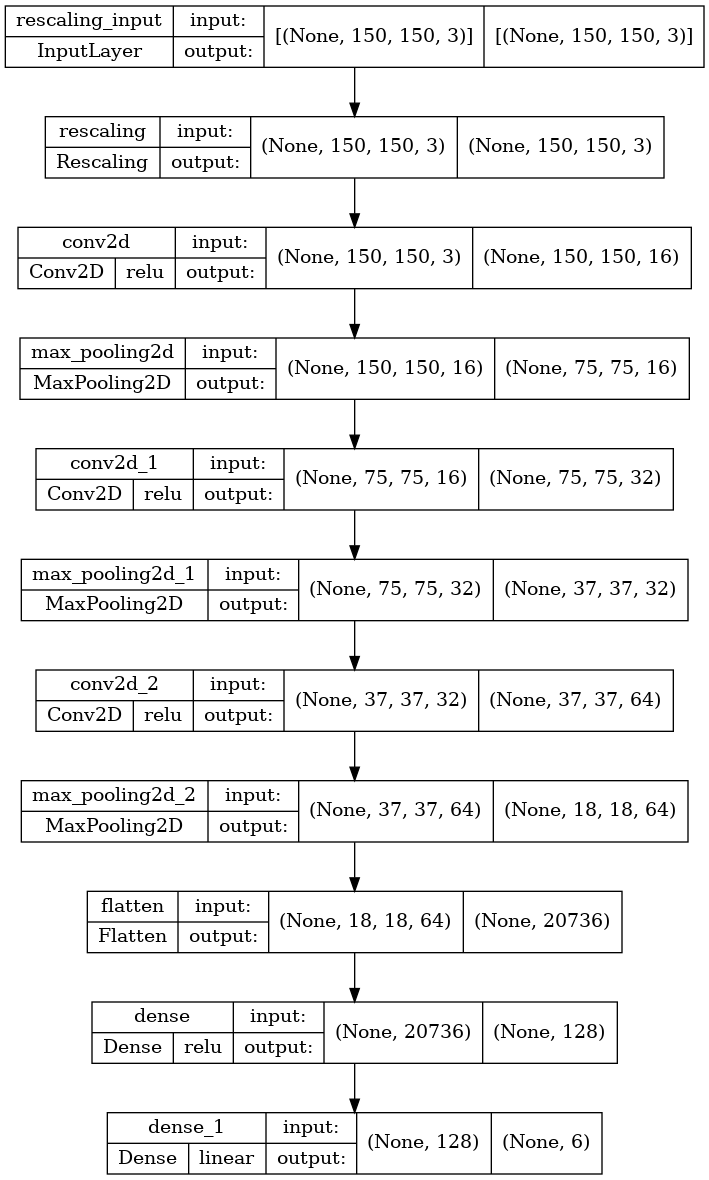 rescaling_input input: [(None, 150, 150, 3)] [(None, 150, 150, 3)]
InputLayer output:
rescaling input: (None, 150, 150, 3) (None, 150, 150, 3)
Rescaling output:
conv2d input: (None, 150, 150, 3) (None, 150, 150, 16)
Conv2D relu output:
max_pooling2d input: (None, 150, 150, 16) (None, 75, 75, 16)
MaxPooling2D output:
conv2d_1 input: (None, 75, 75, 16) (None, 75, 75, 32)
Conv2D relu output:
max_pooling2d_1 input: (None, 75, 75, 32) (None, 37, 37, 32)
MaxPooling2D output:
conv2d_2 input: (None, 37, 37, 32) (None, 37, 37, 64)
Conv2D relu output:
max_pooling2d_2 input: (None, 37, 37, 64) (None, 18, 18, 64)
MaxPooling2D output:
flatten input: (None, 18, 18, 64) (None, 20736)
Flatten output:
dense input: (None, 20736) (None, 128)
Dense relu output:
dense_1 input: (None, 128) (None, 6)
Dense linear output: